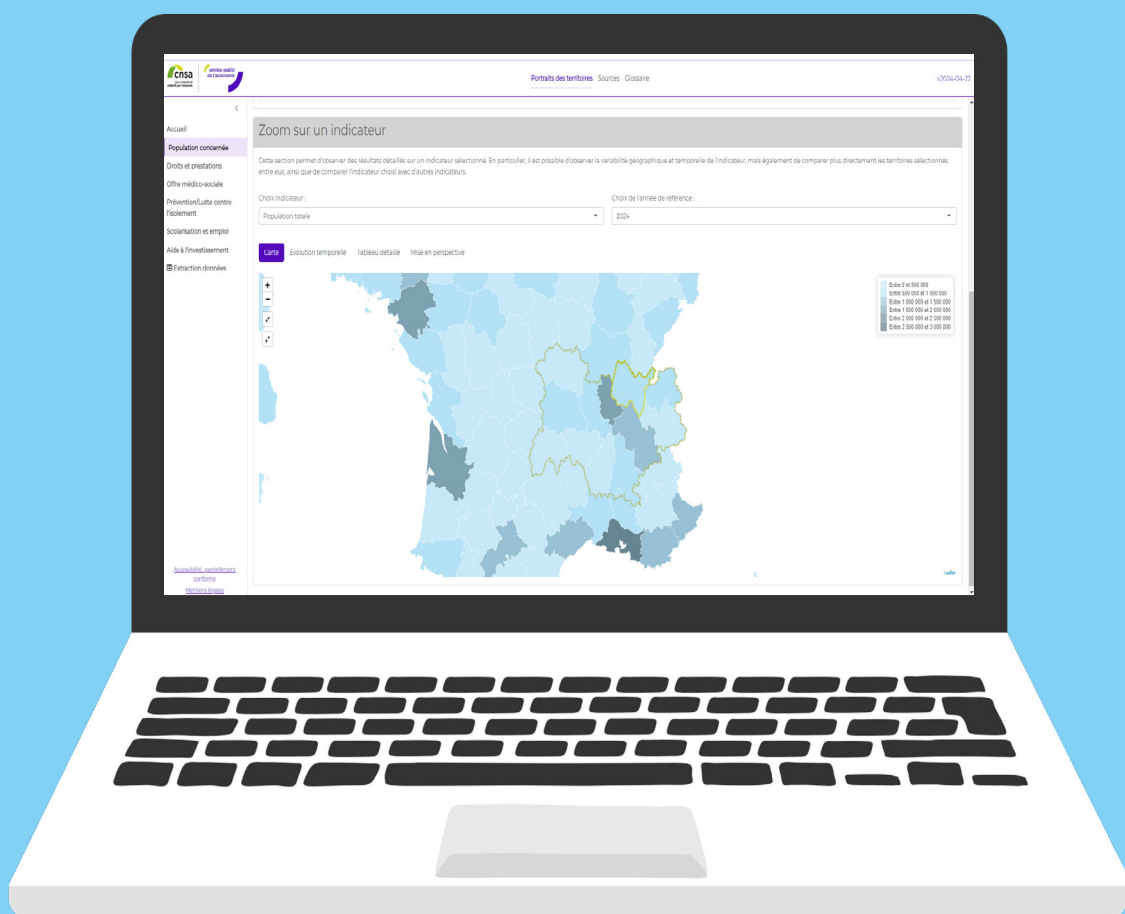 cnsa
service public
de l'autonomie
Portraits des territoires Sources Glossaire
v2024-04-22
Accueil
Population concernée
Droits et prestations
Offre médico-sociale
Prévention/Lutte contre
l'isolement
Scolarisation et emploi
Aide à l'investissement
Extraction données
Accessibilité : partiellement
conforme
Mentions légales
Zoom sur un indicateur
Cette section permet d'observer des résultats détaillés sur un indicateur sélectionné. En particulier, il est possible d'observer la variabilité géographique et temporelle de l'indicateur, mais également de comparer plus directement les territoires sélectionnés
entre eux, ainsi que de comparer l'indicateur choisi avec d'autres indicateurs.
Choix Indicateur :
Population totale
Choix de l'année de référence :
2024
Carte Évolution temporelle Tableau détaillé Mise en perspective
+
−
Entre 0 et 500 000
Entre 500 000 et 1 000 000
Entre 1 000 000 et 1 500 000
Entre 1 000 000 et 2 000 000
Entre 2 000 000 et 2 500 000
Entre 2 500 000 et 3 000 000
Leaflet